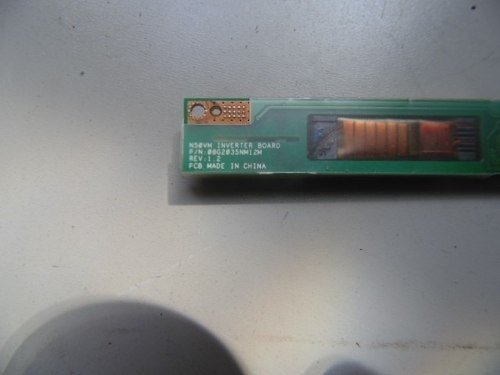 N50VM INVERTER BOARD
P/N:08G2035NM12M
REV:1.2
PCB MADE IN CHINA